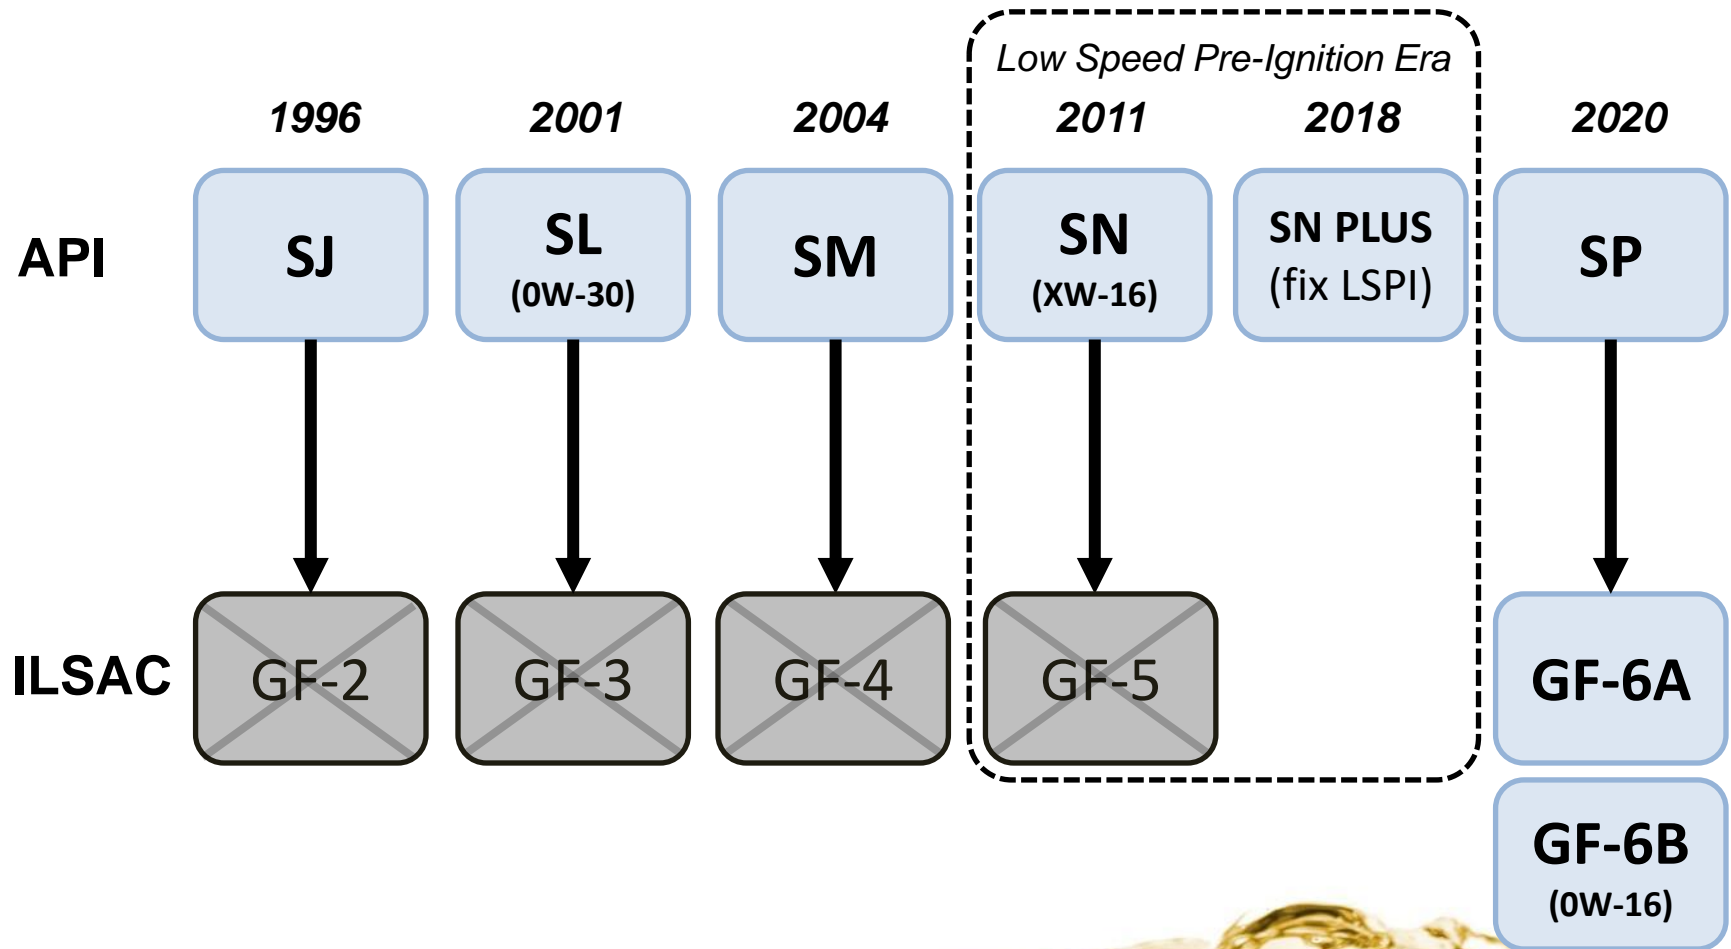 Low Speed Pre-Ignition Era
1996 2001 2004 2011 2018 2020
API
SJ
SL
(0W-30)
SM
SN
(XW-16)
SN PLUS
(fix LSPI)
SP
ILSAC
GF-2
GF-3
GF-4
GF-5
GF-6A
GF-6B
(0W-16)